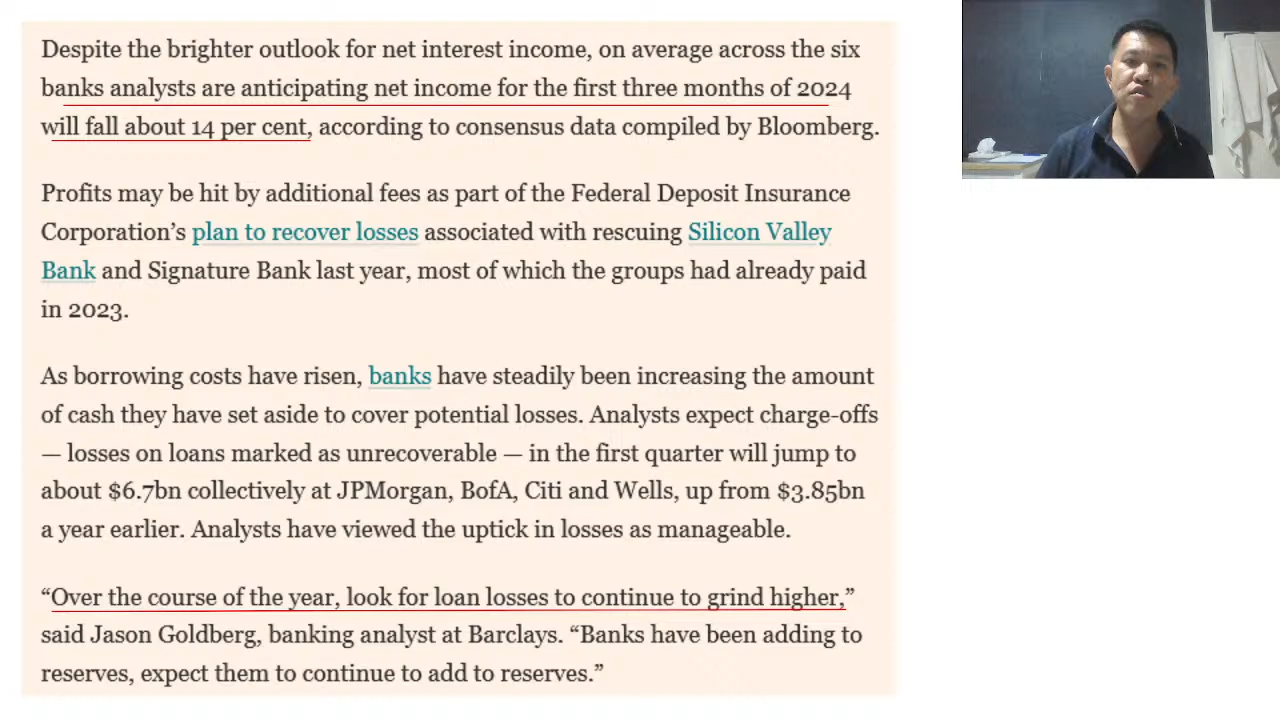 Despite the brighter outlook for net interest income, on average across the six
banks analysts are anticipating net income for the first three months of 2024
will fall about 14 per cent, according to consensus data compiled by Bloomberg.
Profits may be hit by additional fees as part of the Federal Deposit Insurance
Corporation’s plan to recover losses associated with rescuing Silicon Valley
Bank and Signature Bank last year, most of which the groups had already paid
in 2023.
As borrowing costs have risen, banks have steadily been increasing the amount
of cash they have set aside to cover potential losses. Analysts expect charge-offs
— losses on loans marked as unrecoverable — in the first quarter will jump to
about $6.7bn collectively at JPMorgan, BofA, Citi and Wells, up from $3.85bn
a year earlier. Analysts have viewed the uptick in losses as manageable.
“Over the course of the year, look for loan losses to continue to grind higher,”
said Jason Goldberg, banking analyst at Barclays. “Banks have been adding to
reserves, expect them to continue to add to reserves.”